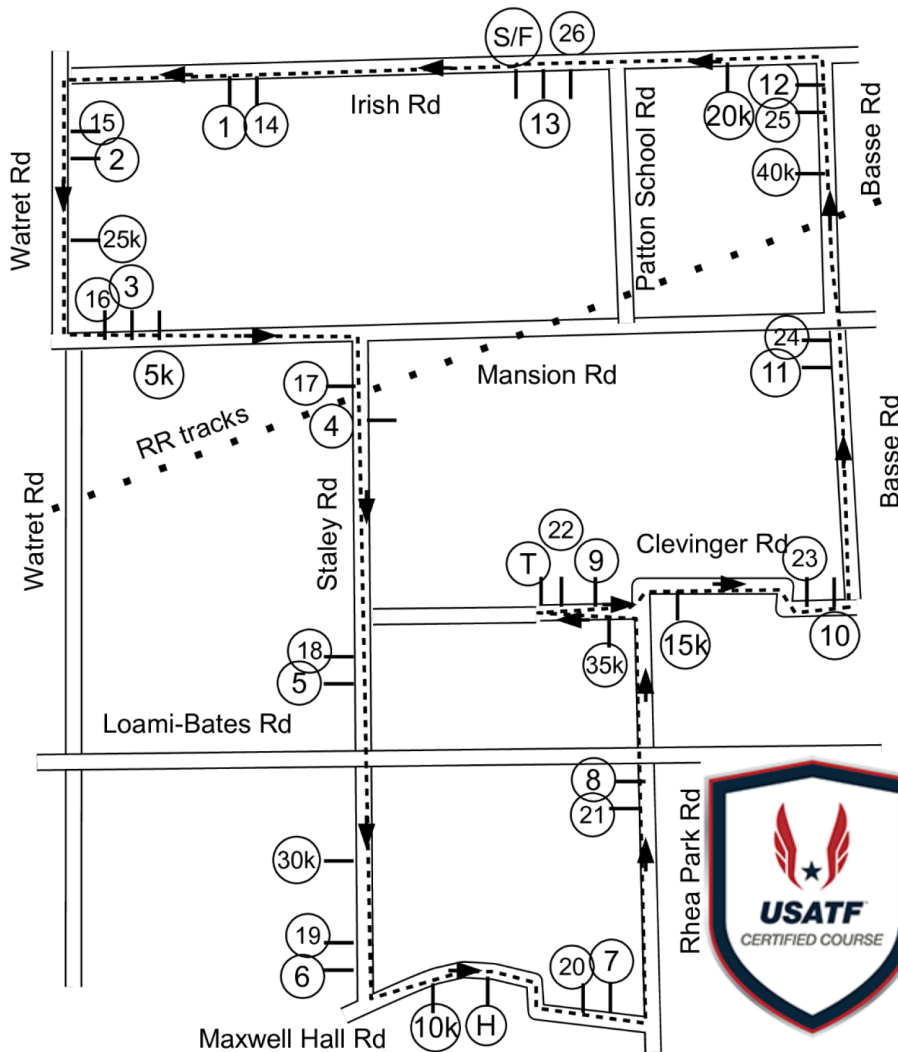 S/F
26
Irish Rd
1
14
13
20k
12
25
40k
Patton School Rd
Basse Rd
15
2
Watret Rd
25k
16
3
5k
17
4
Mansion Rd
24
11
RR tracks
Watret Rd
Staley Rd
Basse Rd
Clevinger Rd
T
22
9
23
10
35k
15k
18
5
Loami-Bates Rd
8
21
Rhea Park Rd
30k
19
6
20
7
10k
H
Maxwell Hall Rd
USATF
CERTIFIED COURSE